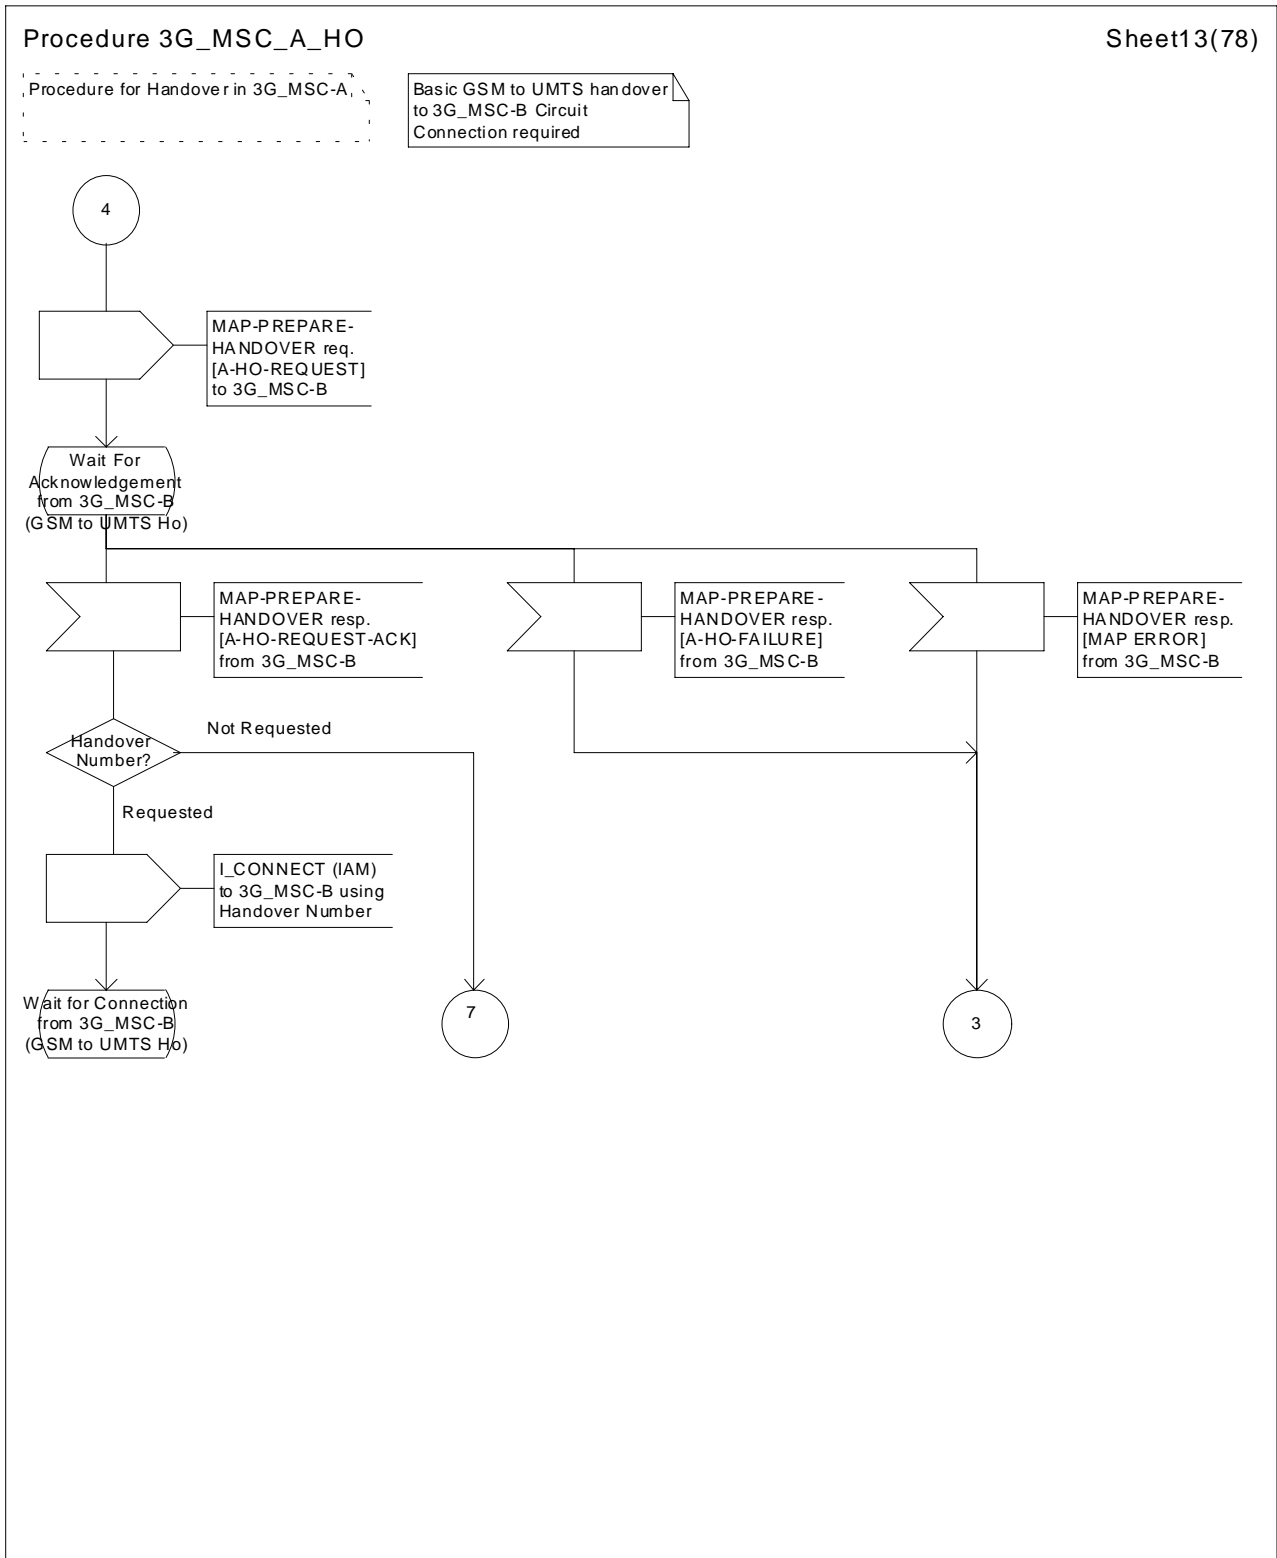 Procedure 3G_MSC_A_HO
Sheet13(78)
Procedure for Handover in 3G_MSC-A
Basic GSM to UMTS handover
to 3G_MSC-B Circuit
Connection required
4
MAP-PREPARE-
HANDOVER req.
[A-HO-REQUEST]
to 3G_MSC-B
Wait For
Acknowledgement
from 3G_MSC-B
(GSM to UMTS Ho)
MAP-PREPARE-
HANDOVER resp.
[A-HO-REQUEST-ACK]
from 3G_MSC-B
MAP-PREPARE-
HANDOVER resp.
[A-HO-FAILURE]
from 3G_MSC-B
MAP-PREPARE-
HANDOVER resp.
[MAP ERROR]
from 3G_MSC-B
Handover
Number?
Not Requested
Requested
I_CONNECT (IAM)
to 3G_MSC-B using
Handover Number
Wait for Connection
from 3G_MSC-B
(GSM to UMTS Ho)
7
3